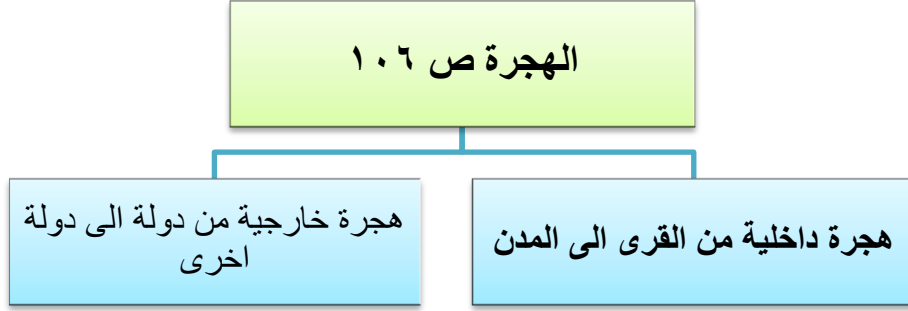 الهجرة ص ١٠٦
هجرة داخلية من القرى الى المدن
هجرة خارجية من دولة الى دولة
اخرى